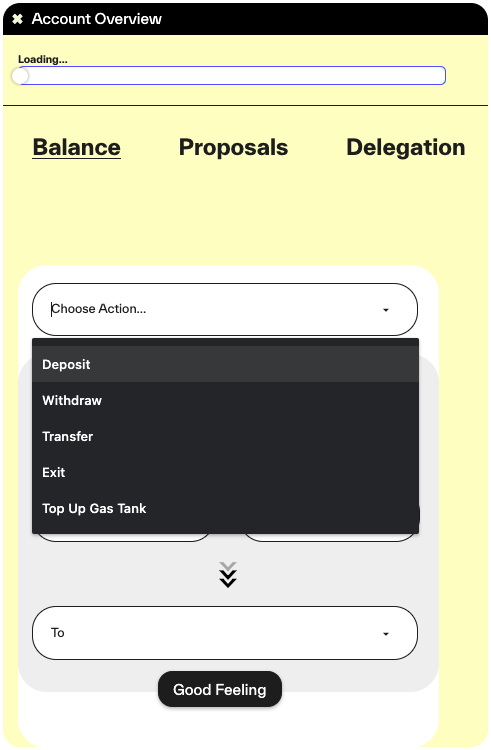 Account Overview
Loading...
Balance Proposals Delegation
Choose Action...
Deposit
Withdraw
Transfer
Exit
Top Up Gas Tank
To
Good Feeling